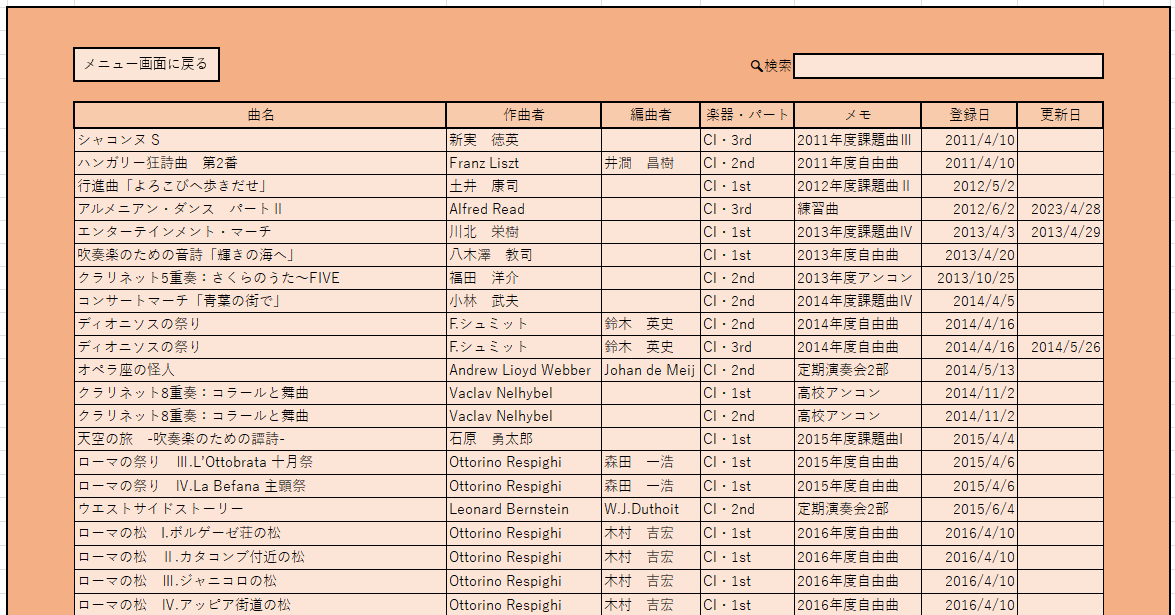 メニュー画面に戻る 検索
曲名 作曲者 編曲者 楽器・パート メモ 登録日 更新日
シャコンヌ S 新実　徳英 Cl・3rd 2011年度課題曲Ⅲ 2011/4/10
ハンガリー狂詩曲　第2番 Franz Liszt 井澗　昌樹 Cl・2nd 2011年度自由曲 2011/4/10
行進曲「よろこびへ歩きだせ」 土井　康司 Cl・1st 2012年度課題曲Ⅱ 2012/5/2
アルメニアン・ダンス　パートⅡ Alfred Read Cl・3rd 練習曲 2012/6/2 2023/4/28
エンターテインメント・マーチ 川北　栄樹 Cl・1st 2013年度課題曲Ⅳ 2013/4/3 2013/4/29
吹奏楽のための音詩「輝きの海へ」 八木澤　教司 Cl・1st 2013年度自由曲 2013/4/20
クラリネット5重奏：さくらのうた～FIVE 福田　洋介 Cl・2nd 2013年度アンコン 2013/10/25
コンサートマーチ「青葉の街で」 小林　武夫 Cl・2nd 2014年度課題曲Ⅳ 2014/4/5
ディオニソスの祭り F.シュミット 鈴木　英史 Cl・2nd 2014年度自由曲 2014/4/16
ディオニソスの祭り F.シュミット 鈴木　英史 Cl・3rd 2014年度自由曲 2014/4/16 2014/5/26
オペラ座の怪人 Andrew Lioyd Webber Johan de Meij Cl・2nd 定期演奏会2部 2014/5/13
クラリネット8重奏：コラールと舞曲 Vaclav Nelhybel Cl・1st 高校アンコン 2014/11/2
クラリネット8重奏：コラールと舞曲 Vaclav Nelhybel Cl・2nd 高校アンコン 2014/11/2
天空の旅　-吹奏楽のための譚詩- 石原　勇太郎 Cl・1st 2015年度課題曲Ⅰ 2015/4/4
ローマの祭り　Ⅲ.L'Ottobrata 十月祭 Ottorino Respighi 森田　一浩 Cl・1st 2015年度自由曲 2015/4/6
ローマの祭り　Ⅳ.La Befana 主顕祭 Ottorino Respighi 森田　一浩 Cl・1st 2015年度自由曲 2015/4/6
ウエストサイドストーリー Leonard Bernstein W.J.Duthoit Cl・2nd 定期演奏会2部 2015/6/4
ローマの松　Ⅰ.ボルゲーゼ荘の松 Ottorino Respighi 木村　吉宏 Cl・1st 2016年度自由曲 2016/4/10
ローマの松　Ⅱ.カタコンブ付近の松 Ottorino Respighi 木村　吉宏 Cl・1st 2016年度自由曲 2016/4/10
ローマの松　Ⅲ.ジャニコロの松 Ottorino Respighi 木村　吉宏 Cl・1st 2016年度自由曲 2016/4/10
ローマの松　Ⅳ.アッピア街道の松 Ottorino Respighi 木村　吉宏 Cl・1st 2016年度自由曲 2016/4/10